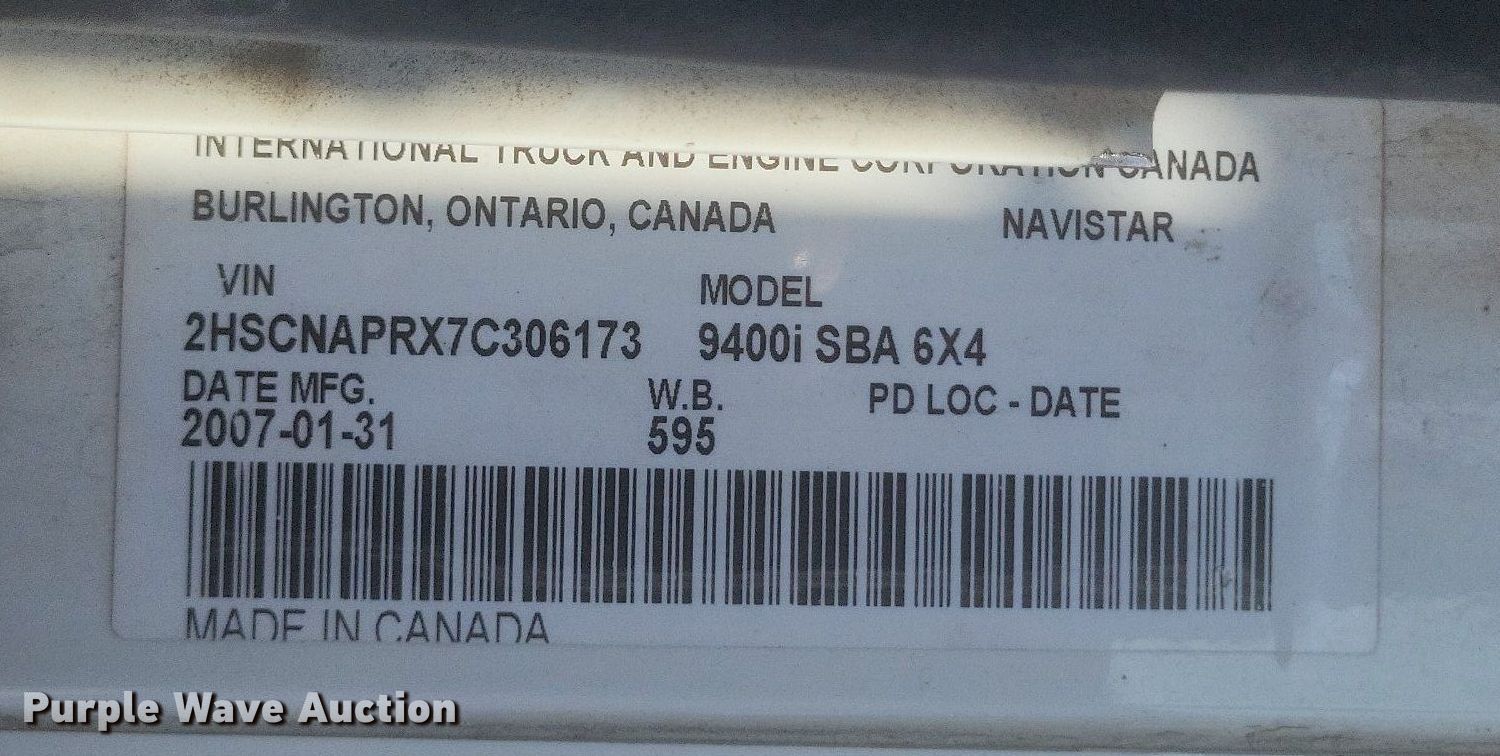 INTERNATIONAL TRUCK AND ENGINE CORPORATION CANADA
BURLINGTON, ONTARIO, CANADA NAVISTAR
VIN MODEL
2HSCNAPRX7C306173 9400i SBA 6X4
DATE MFG. W.B. PD LOC - DATE
2007-01-31 595
MADE IN CANADA
Purple Wave Auction